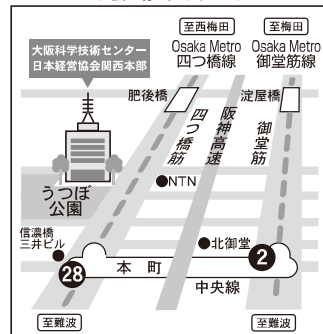 至西梅田
至梅田
大阪科学技術センター
日本経営協会関西本部
Osaka Metro
四つ橋線
Osaka Metro
御堂筋線
肥後橋
淀屋橋
四つ橋筋
阪神高速
御堂筋
うつぼ
公園
NTN
信濃橋
三井ビル
北御堂
28
本町
2
中央線
至難波
至難波